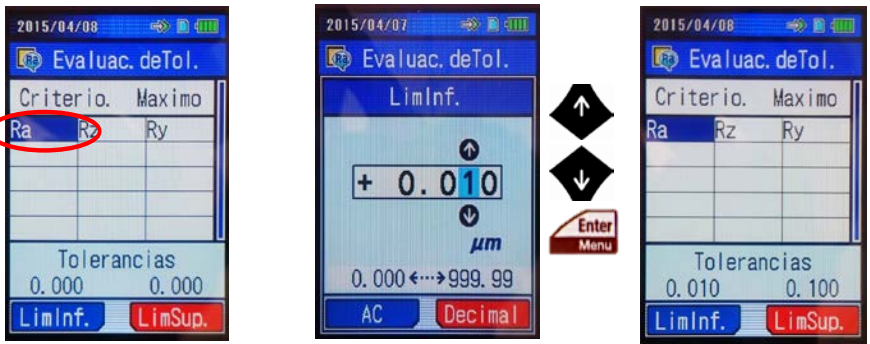 2015/04/08
Evaluac.deTol.
Criterio. Maximo
Ra Rz Ry
Tolerancias
0.000 0.000
LimInf. LimSup.
2015/04/07
Evaluac.deTol.
LimInf.
+ 0.010
µm
0.000 <···> 999.99
AC Decimal
Enter
Menu
2015/04/08
Evaluac.deTol.
Criterio. Maximo
Ra Rz Ry
Tolerancias
0.010 0.100
LimInf. LimSup.